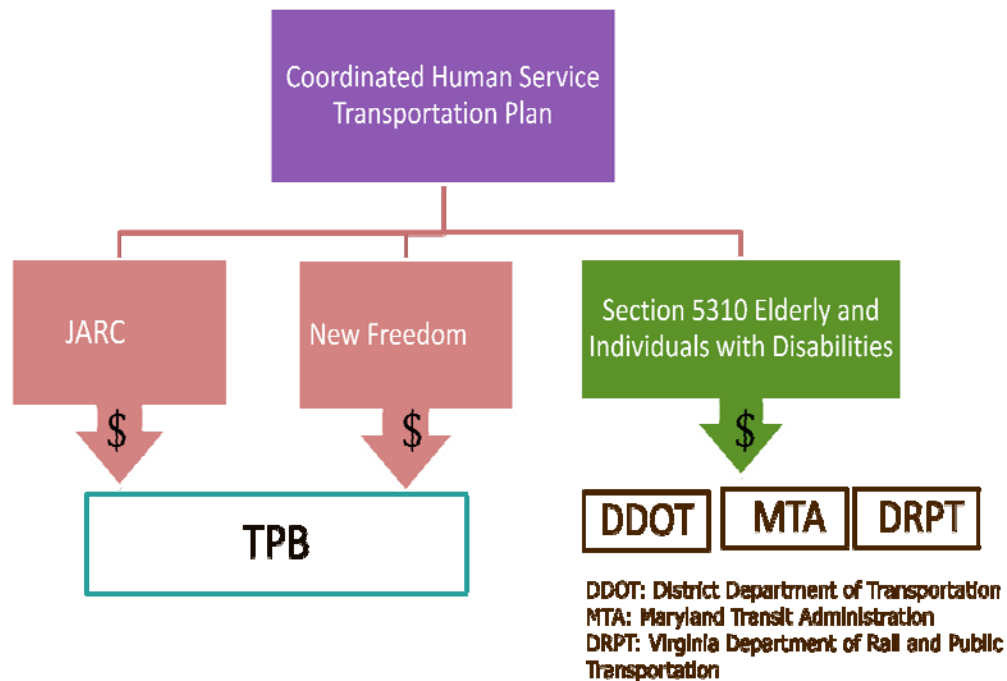 Coordinated Human Service
Transportation Plan
JARC
New Freedom
Section 5310 Elderly and
Individuals with Disabilities
$
$
$
TPB
DDOT
MTA
DRPT
DDOT: District Department of Transportation
MTA: Maryland Transit Administration
DRPT: Virginia Department of Rail and Public
Transportation